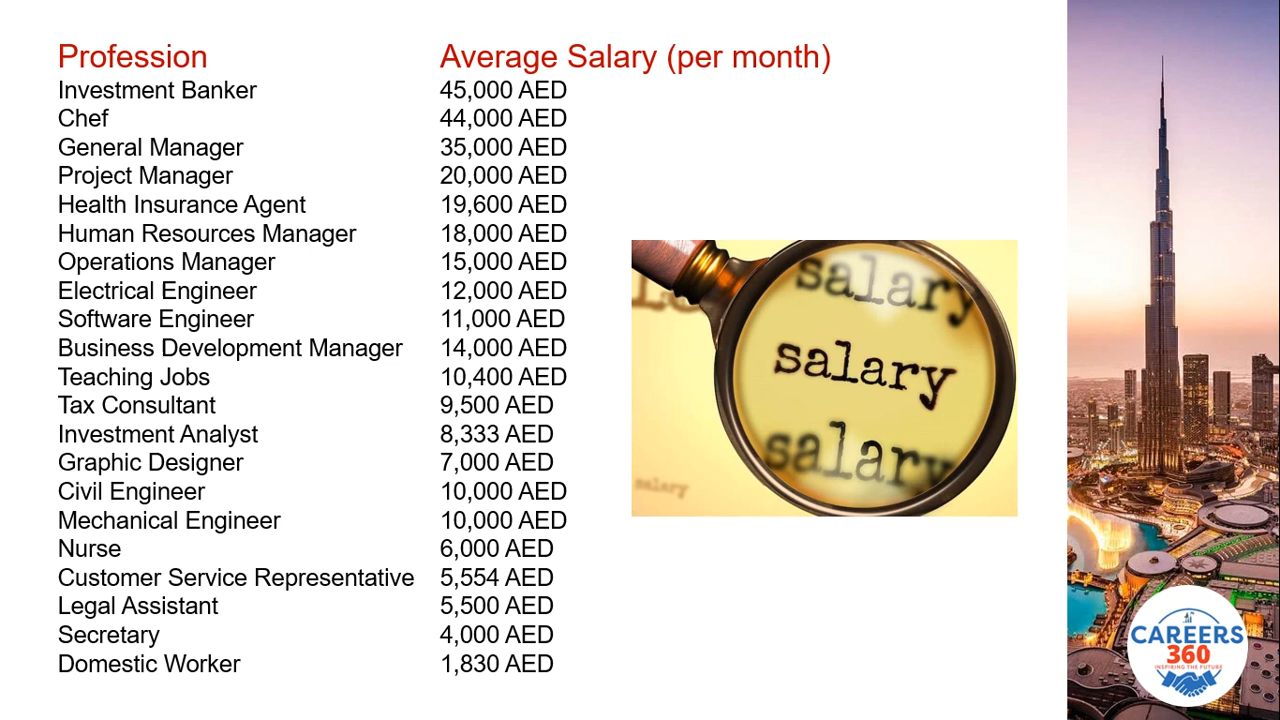 Profession Average Salary (per month)
Investment Banker 45,000 AED
Chef 44,000 AED
General Manager 35,000 AED
Project Manager 20,000 AED
Health Insurance Agent 19,600 AED
Human Resources Manager 18,000 AED
Operations Manager 15,000 AED
Electrical Engineer 12,000 AED
Software Engineer 11,000 AED
Business Development Manager 14,000 AED
Teaching Jobs 10,400 AED
Tax Consultant 9,500 AED
Investment Analyst 8,333 AED
Graphic Designer 7,000 AED
Civil Engineer 10,000 AED
Mechanical Engineer 10,000 AED
Nurse 6,000 AED
Customer Service Representative 5,554 AED
Legal Assistant 5,500 AED
Secretary 4,000 AED
Domestic Worker 1,830 AED
salary
salary
salary
salary
CAREERS
360
INSPIRING THE FUTURE